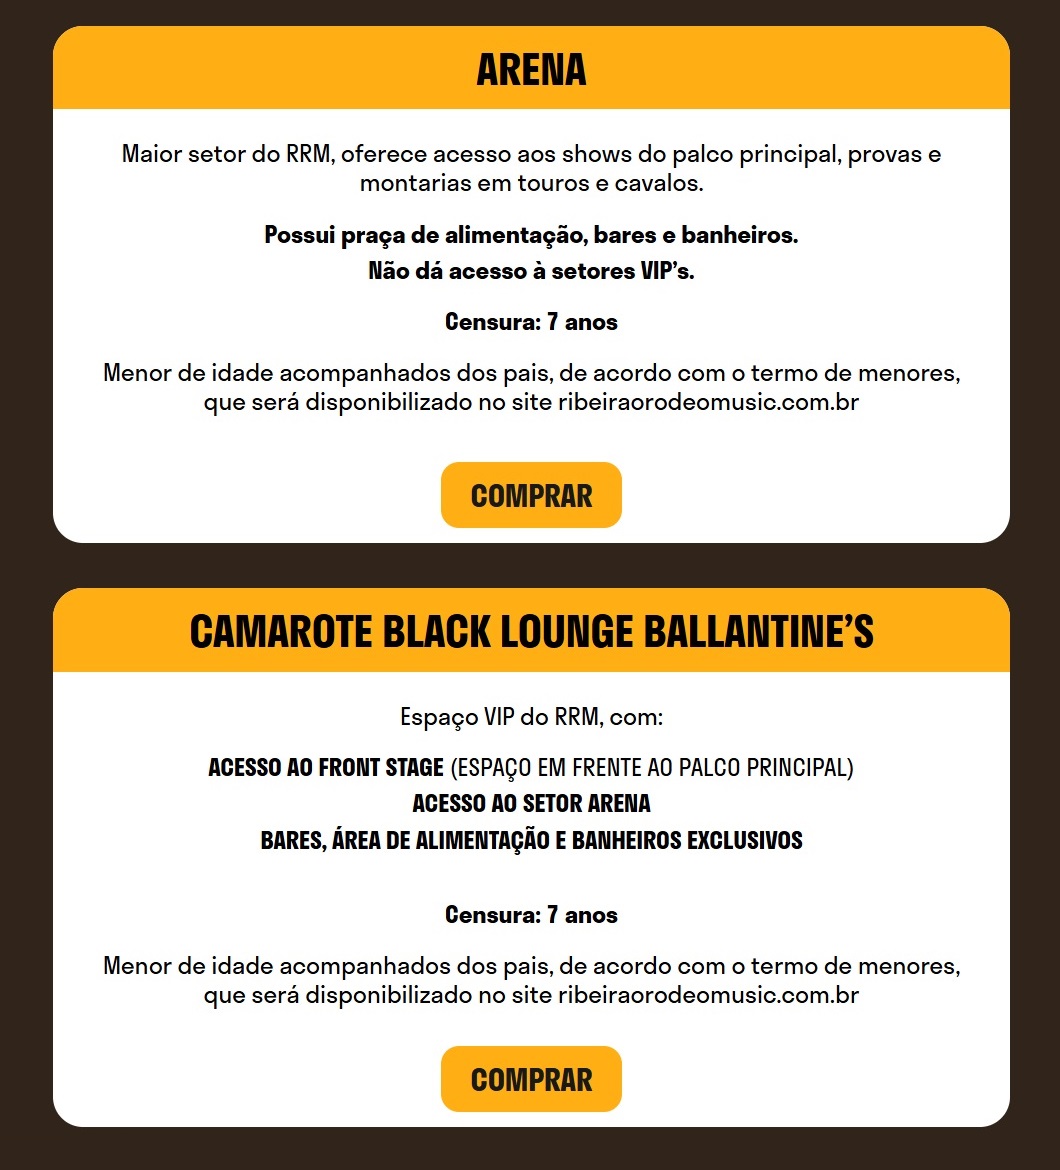 ARENA
Maior setor do RRM, oferece acesso aos shows do palco principal, provas e
montarias em touros e cavalos.
Possui praça de alimentação, bares e banheiros.
Não dá acesso à setores VIP’s.
Censura: 7 anos
Menor de idade acompanhados dos pais, de acordo com o termo de menores,
que será disponibilizado no site ribeiraorodeomusic.com.br
COMPRAR
CAMAROTE BLACK LOUNGE BALLANTINE’S
Espaço VIP do RRM, com:
ACESSO AO FRONT STAGE (ESPAÇO EM FRENTE AO PALCO PRINCIPAL)
ACESSO AO SETOR ARENA
BARES, ÁREA DE ALIMENTAÇÃO E BANHEIROS EXCLUSIVOS
Censura: 7 anos
Menor de idade acompanhados dos pais, de acordo com o termo de menores,
que será disponibilizado no site ribeiraorodeomusic.com.br
COMPRAR